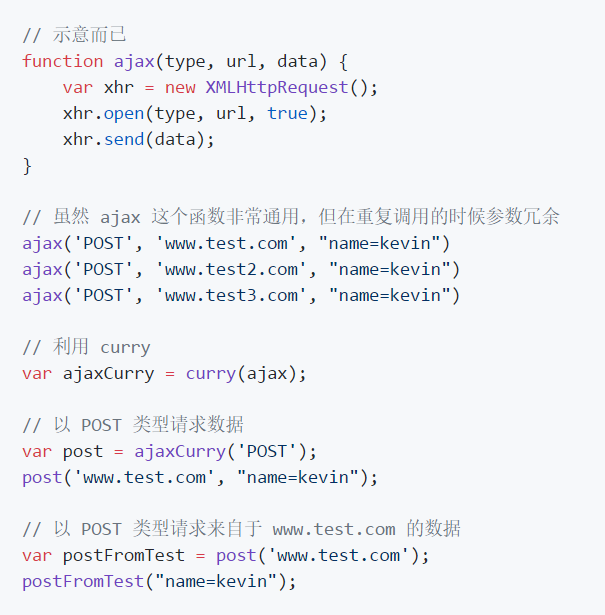 // 示意而已
function ajax(type, url, data) {
    var xhr = new XMLHttpRequest();
    xhr.open(type, url, true);
    xhr.send(data);
}
// 虽然 ajax 这个函数非常通用，但在重复调用的时候参数冗余
ajax('POST', 'www.test.com', "name=kevin")
ajax('POST', 'www.test2.com', "name=kevin")
ajax('POST', 'www.test3.com', "name=kevin")
// 利用 curry
var ajaxCurry = curry(ajax);
// 以 POST 类型请求数据
var post = ajaxCurry('POST');
post('www.test.com', "name=kevin");
// 以 POST 类型请求来自于 www.test.com 的数据
var postFromTest = post('www.test.com');
postFromTest("name=kevin");